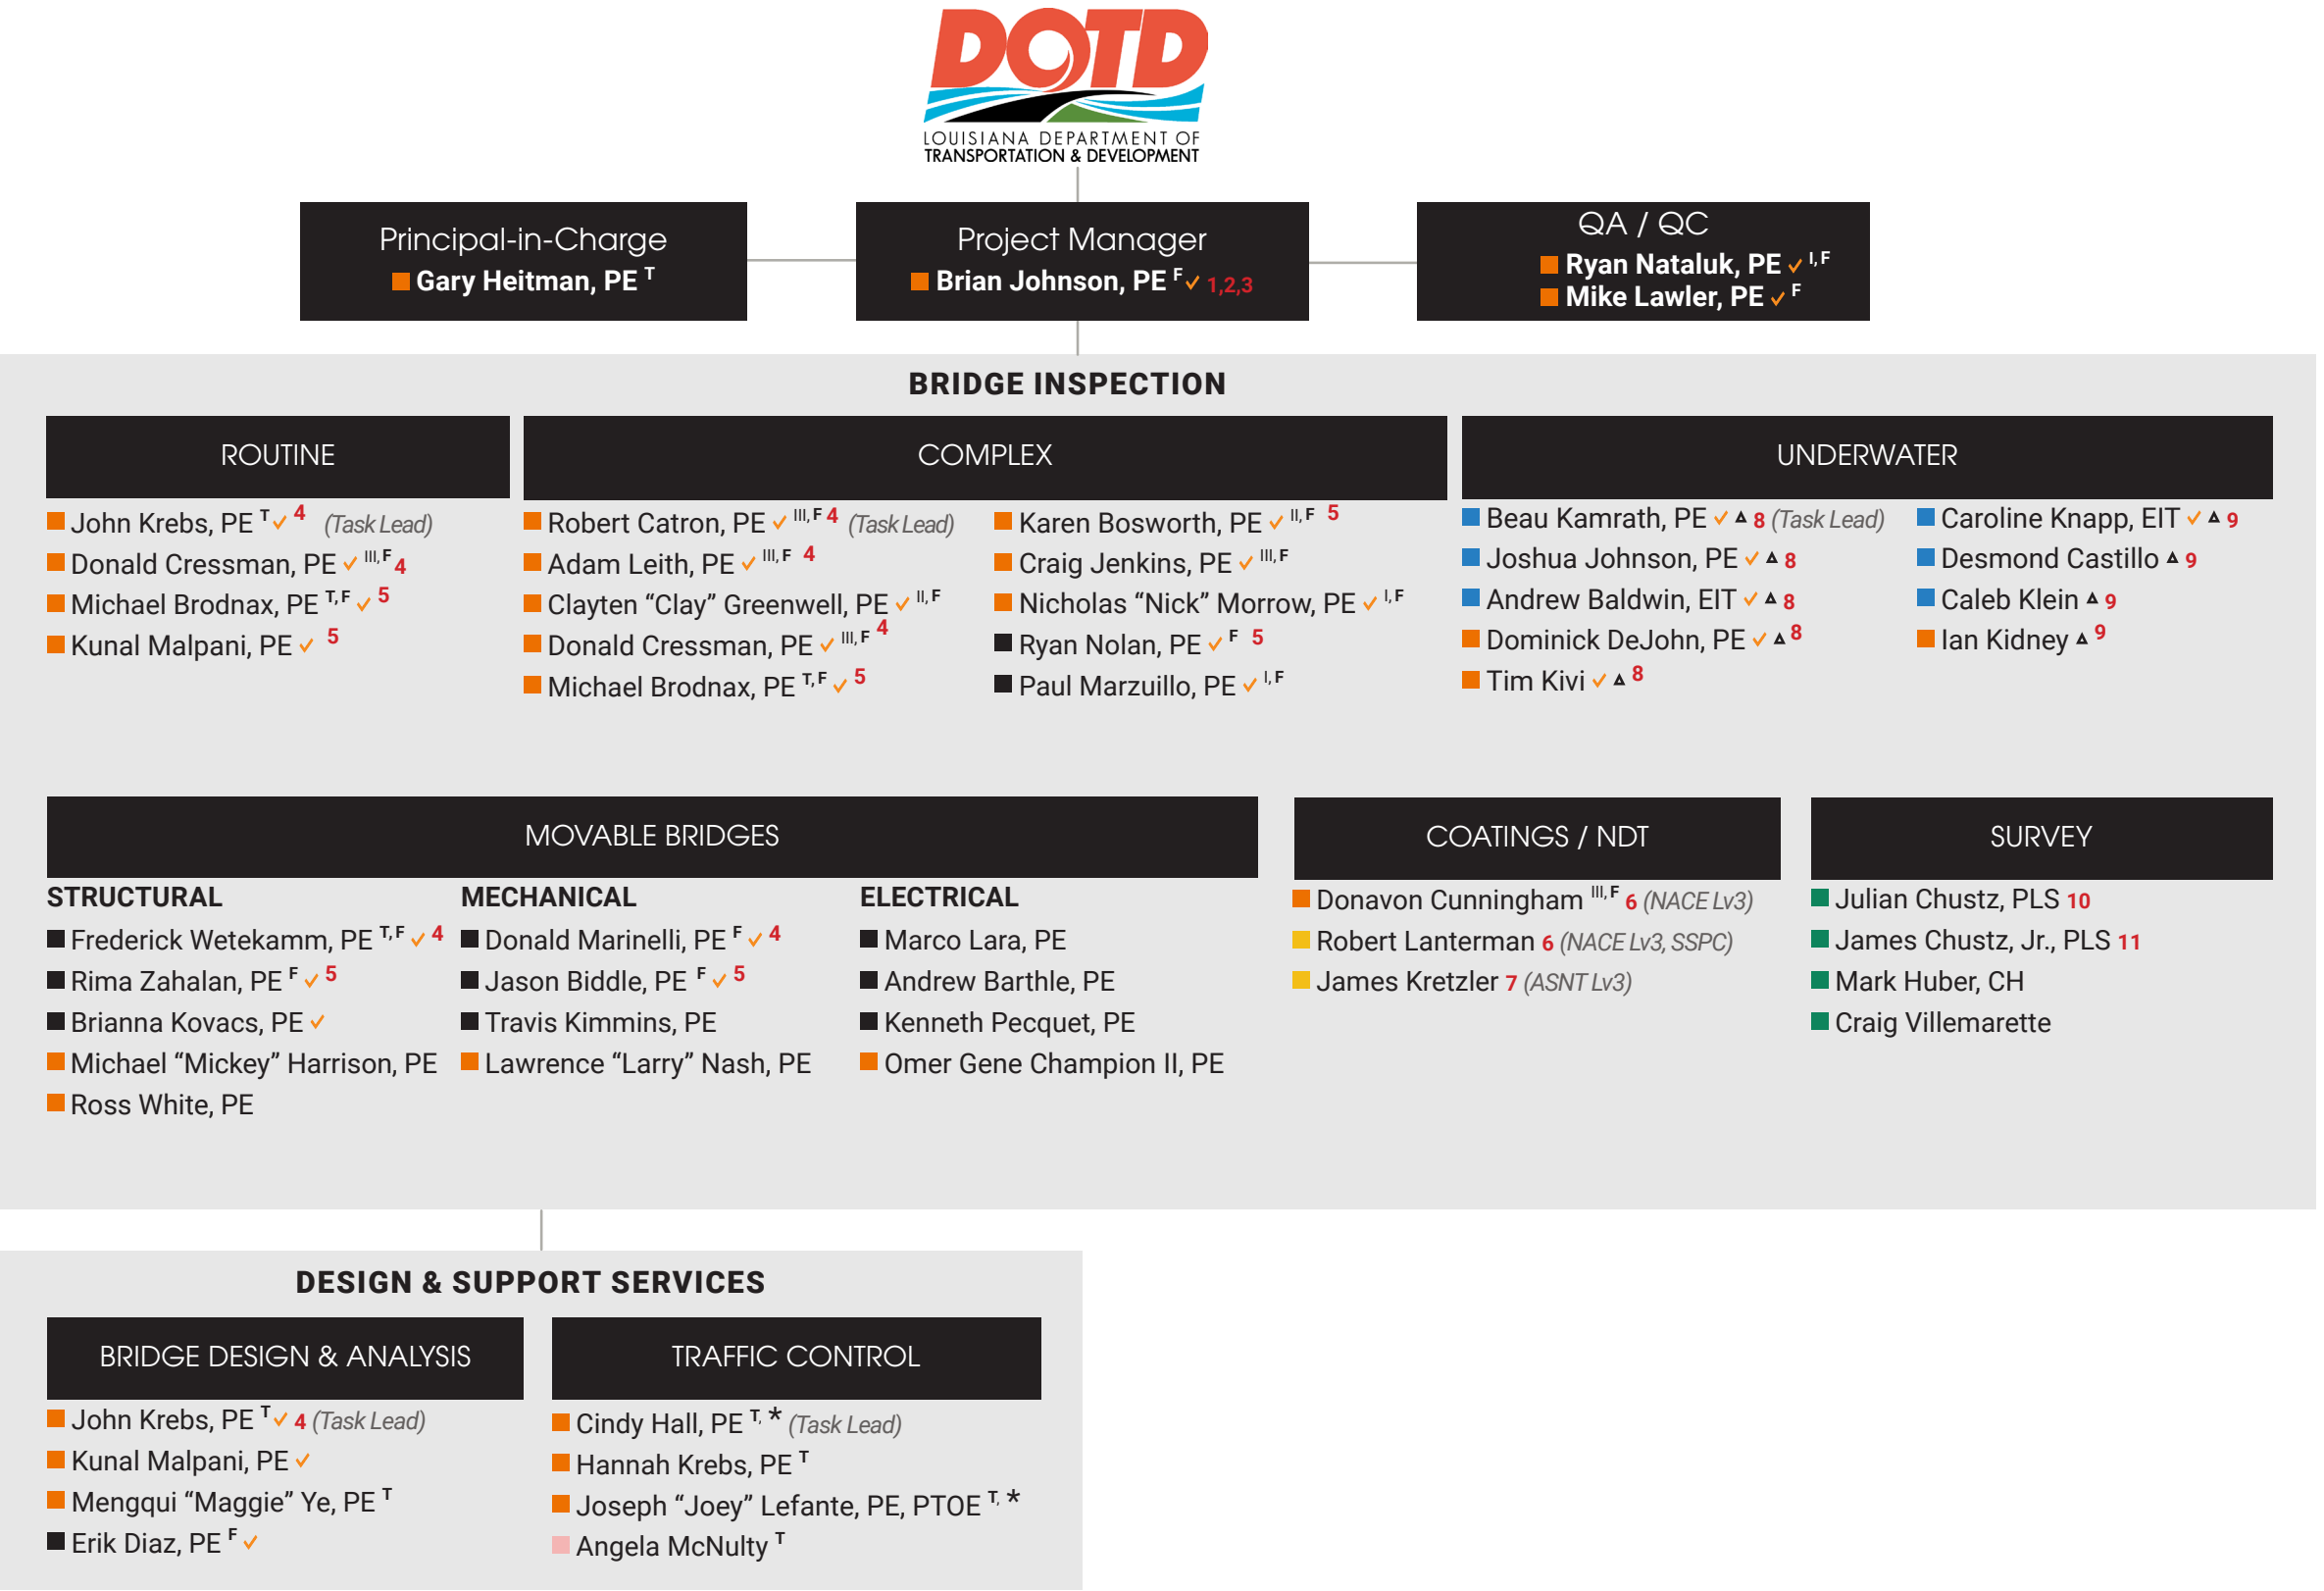 DOTD
LOUISIANA DEPARTMENT OF
TRANSPORTATION & DEVELOPMENT
Principal-in-Charge
Gary Heitman, PE T
Project Manager
Brian Johnson, PE F ✓ 1,2,3
QA / QC
Ryan Nataluk, PE ✓ I, F
Mike Lawler, PE ✓ F
BRIDGE INSPECTION
ROUTINE
John Krebs, PE T ✓ 4 (Task Lead)
Donald Cressman, PE ✓ III, F 4
Michael Brodnax, PE T, F ✓ 5
Kunal Malpani, PE ✓ 5
COMPLEX
Robert Catron, PE ✓ III, F 4 (Task Lead)
Adam Leith, PE ✓ III, F 4
Clayten “Clay” Greenwell, PE ✓ II, F
Donald Cressman, PE ✓ III, F 4
Michael Brodnax, PE T, F ✓ 5
Karen Bosworth, PE ✓ II, F 5
Craig Jenkins, PE ✓ III, F
Nicholas “Nick” Morrow, PE ✓ I, F
Ryan Nolan, PE ✓ F 5
Paul Marzuillo, PE ✓ I, F
UNDERWATER
Beau Kamrath, PE ✓ △ 8 (Task Lead)
Joshua Johnson, PE ✓ △ 8
Andrew Baldwin, EIT ✓ △ 8
Dominick DeJohn, PE ✓ △ 8
Tim Kivi ✓ △ 8
Caroline Knapp, EIT ✓ △ 9
Desmond Castillo △ 9
Caleb Klein △ 9
Ian Kidney △ 9
MOVABLE BRIDGES
STRUCTURAL
Frederick Wetekamm, PE T, F ✓ 4
Rima Zahalan, PE F ✓ 5
Brianna Kovacs, PE ✓
Michael “Mickey” Harrison, PE
Ross White, PE
MECHANICAL
Donald Marinelli, PE F ✓ 4
Jason Biddle, PE F ✓ 5
Travis Kimmins, PE
Lawrence “Larry” Nash, PE
ELECTRICAL
Marco Lara, PE
Andrew Barthle, PE
Kenneth Pecquet, PE
Omer Gene Champion II, PE
COATINGS / NDT
Donavon Cunningham III, F 6 (NACE Lv3)
Robert Lanterman 6 (NACE Lv3, SSPC)
James Kretzler 7 (ASNT Lv3)
SURVEY
Julian Chustz, PLS 10
James Chustz, Jr., PLS 11
Mark Huber, CH
Craig Villemarette
DESIGN & SUPPORT SERVICES
BRIDGE DESIGN & ANALYSIS
John Krebs, PE T ✓ 4 (Task Lead)
Kunal Malpani, PE ✓
Mengqui “Maggie” Ye, PE T
Erik Diaz, PE F ✓
TRAFFIC CONTROL
Cindy Hall, PE T, * (Task Lead)
Hannah Krebs, PE T
Joseph “Joey” Lefante, PE, PTOE T, *
Angela McNulty T